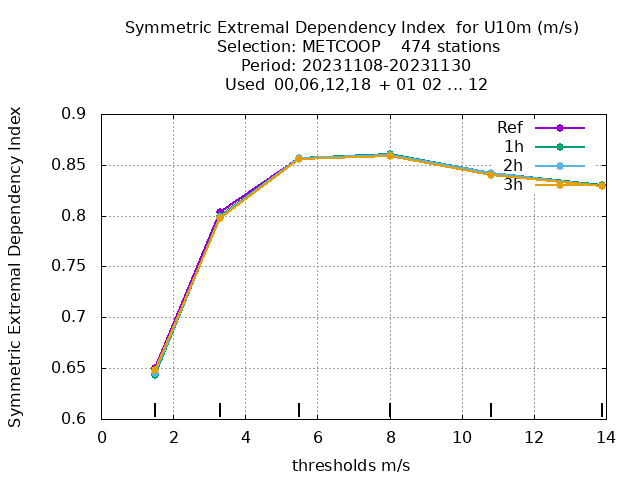 Symmetric Extremal Dependency Index for U10m (m/s)
Selection: METCOOP 474 stations
Period: 20231108-20231130
Used 00,06,12,18 + 01 02 ... 12
Symmetric Extremal Dependency Index
0.9
0.85
0.8
0.75
0.7
0.65
0.6
Ref
1h
2h
3h
0 2 4 6 8 10 12 14
thresholds m/s